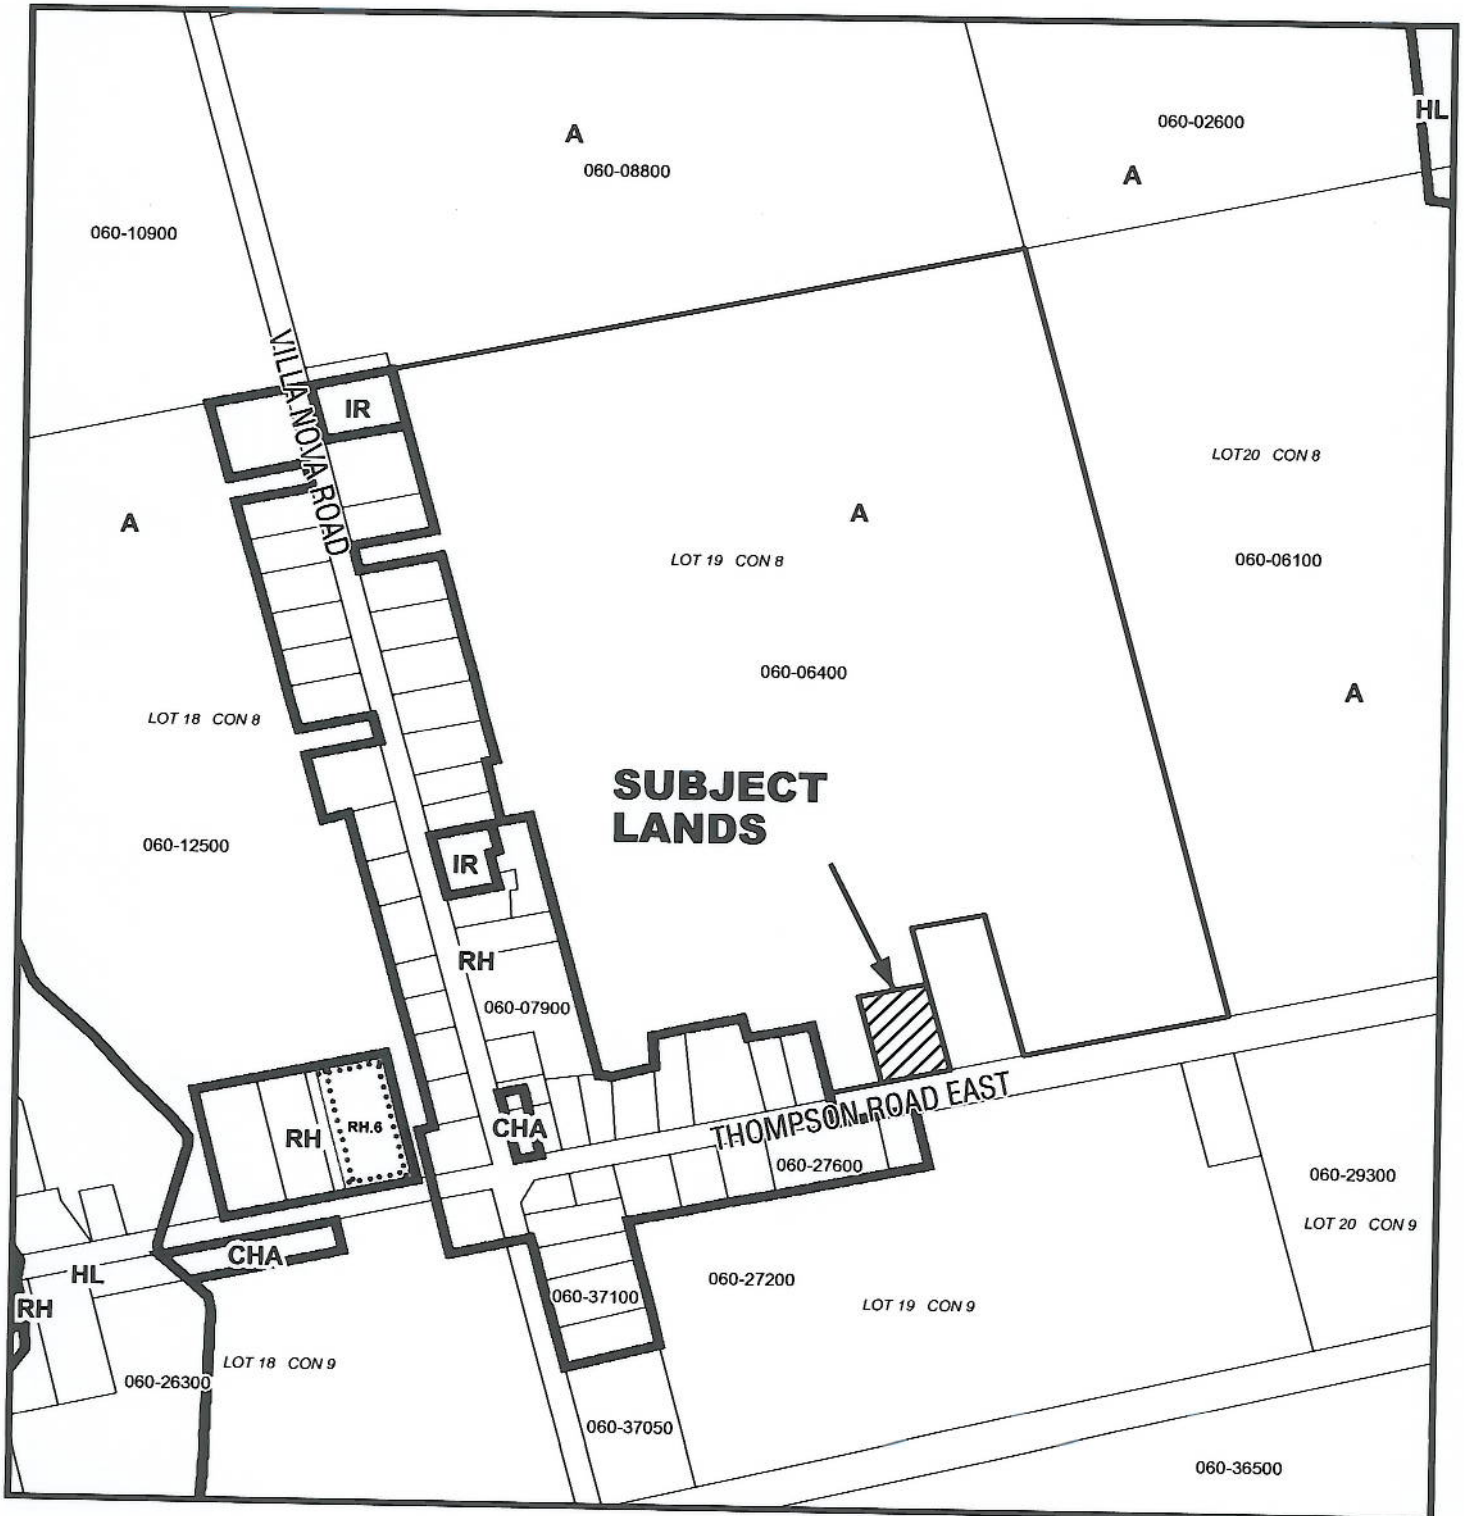 HL
060-02600
A
060-08800
A
060-10900
VILLA NOVA ROAD
IR
LOT20 CON 8
A
A
LOT 19 CON 8
060-06100
060-06400
A
LOT 18 CON 8
SUBJECT
LANDS
060-12500
IR
RH
060-07900
THOMPSON ROAD EAST
CHA
RH
RH.6
060-27600
060-29300
LOT 20 CON 9
CHA
HL
060-27200
060-37100
RH
LOT 19 CON 9
LOT 18 CON 9
060-26300
060-37050
060-36500